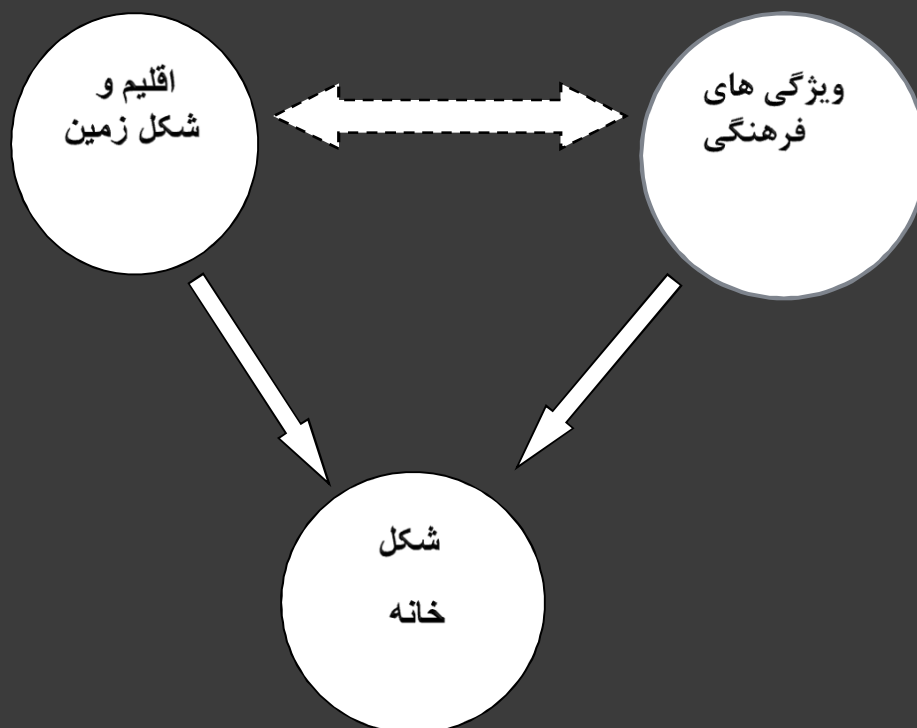 ویژگی های
فرهنگی
اقلیم و
شکل زمین
شکل
خانه